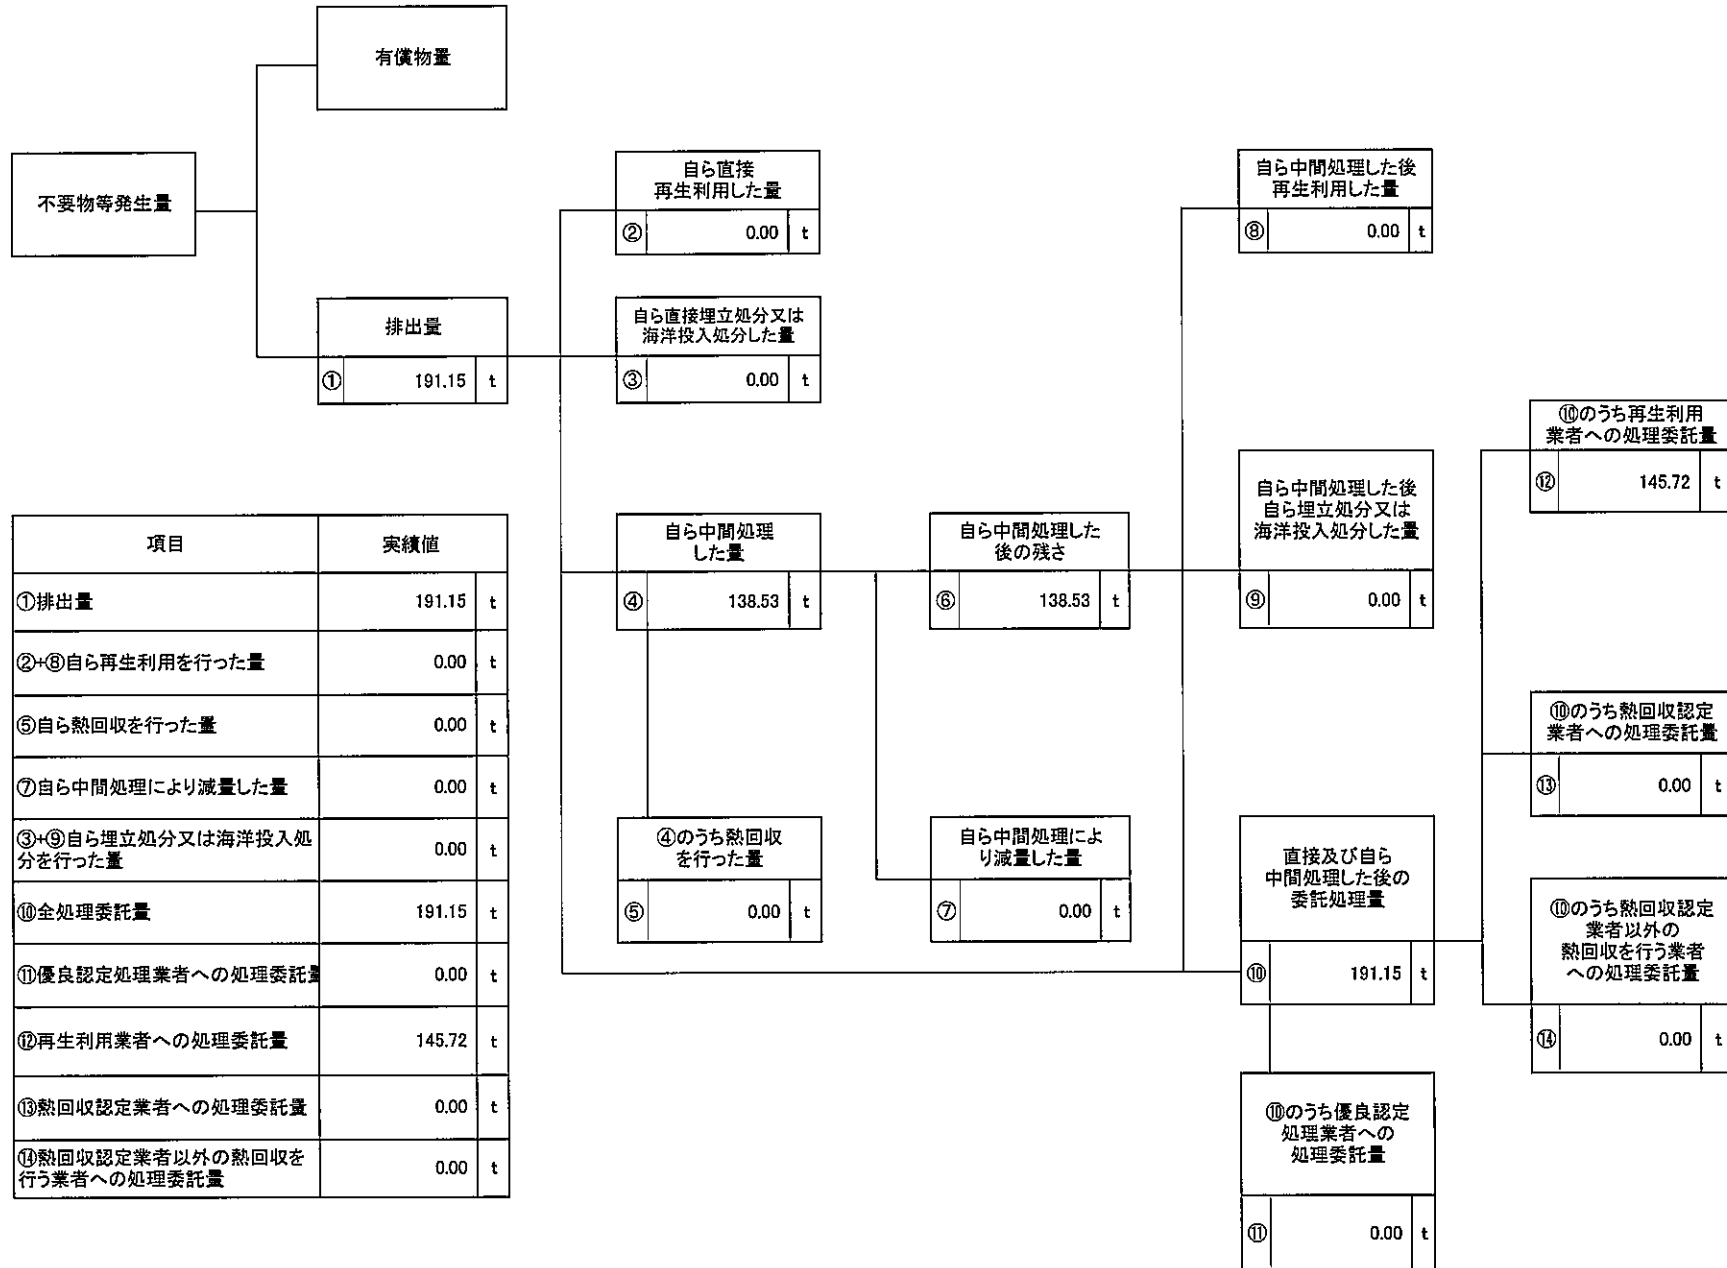 有償物量
不要物等発生量
排出量
① 191.15 t
自ら直接
再生利用した量
② 0.00 t
自ら直接埋立処分又は
海洋投入処分した量
③ 0.00 t
自ら中間処理
した量
④ 138.53 t
④のうち熱回収
を行った量
⑤ 0.00 t
自ら中間処理した
後の残さ
⑥ 138.53 t
自ら中間処理によ
り減量した量
⑦ 0.00 t
自ら中間処理した後
再生利用した量
⑧ 0.00 t
自ら中間処理した後
自ら埋立処分又は
海洋投入処分した量
⑨ 0.00 t
直接及び自ら
中間処理した後の
委託処理量
⑩ 191.15 t
⑩のうち優良認定
処理業者への
処理委託量
⑪ 0.00 t
⑩のうち再生利用
業者への処理委託量
⑫ 145.72 t
⑩のうち熱回収認定
業者への処理委託量
⑬ 0.00 t
⑩のうち熱回収認定
業者以外の
熱回収を行う業者
への処理委託量
⑭ 0.00 t
項目 実績値
①排出量 191.15 t
②+⑧自ら再生利用を行った量 0.00 t
⑤自ら熱回収を行った量 0.00 t
⑦自ら中間処理により減量した量 0.00 t
③+⑨自ら埋立処分又は海洋投入処
分を行った量 0.00 t
⑩全処理委託量 191.15 t
⑪優良認定処理業者への処理委託量 0.00 t
⑫再生利用業者への処理委託量 145.72 t
⑬熱回収認定業者への処理委託量 0.00 t
⑭熱回収認定業者以外の熱回収を
行う業者への処理委託量 0.00 t